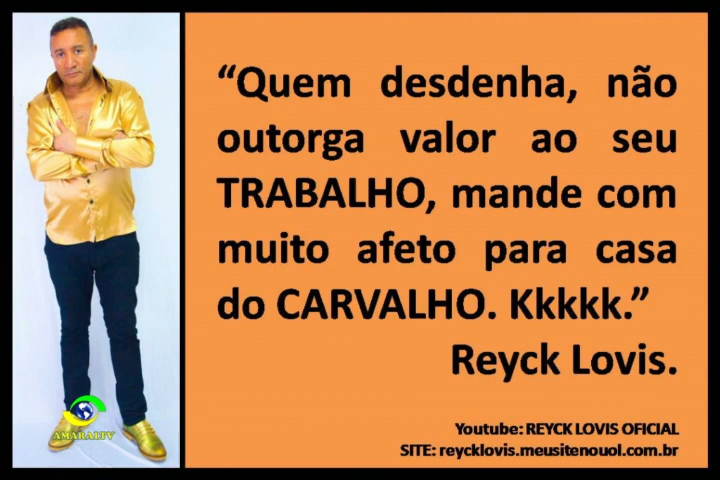 “Quem desdenha, não
outorga valor ao seu
TRABALHO, mande com
muito afeto para casa
do CARVALHO. Kkkkk.”
Reyck Lovis.
Youtube: REYCK LOVIS OFICIAL
SITE: reycklovis.meusitenouol.com.br
AMARALTV